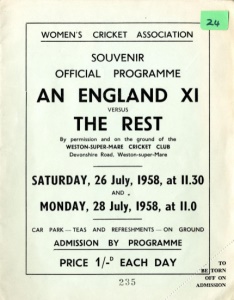 24
WOMEN'S CRICKET ASSOCIATION
SOUVENIR
OFFICIAL PROGRAMME
AN ENGLAND XI
VERSUS
THE REST
By permission and on the ground of the
WESTON-SUPER-MARE CRICKET CLUB
Devonshire Road, Weston-super-Mare
SATURDAY, 26 July, 1958, at 11.30
AND
MONDAY, 28 July, 1958, at 11.0
CAR PARK — TEAS AND REFRESHMENTS — ON GROUND
ADMISSION BY PROGRAMME
PRICE 1/-D EACH DAY
235
TO
BE TORN
OFF ON
ADMISSION